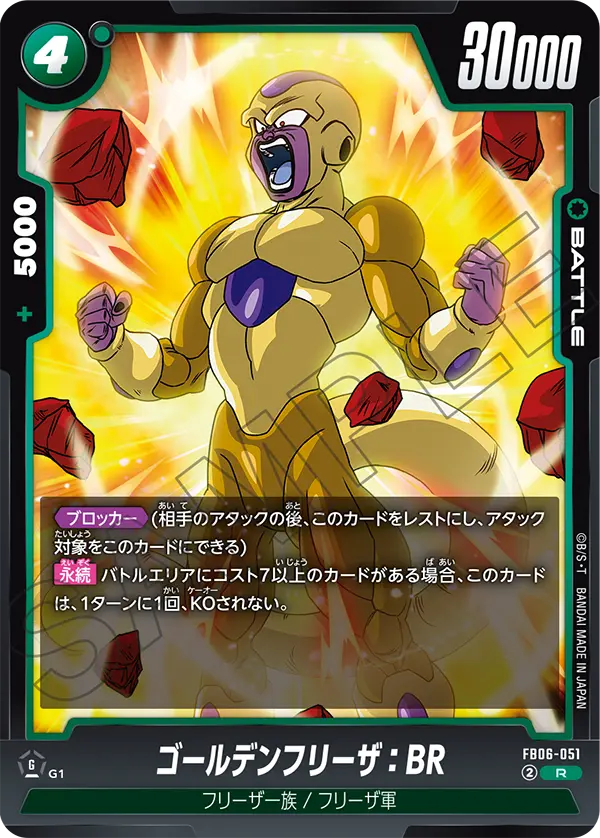 4
30000
+ 5000
BATTLE
SAMPLE
ブロッカー (相手のアタックの後、このカードをレストにし、アタック
対象をこのカードにできる)
永続 バトルエリアにコスト7以上のカードがある場合、このカード
は、1ターンに1回、KOされない。
©B/S・T BANDAI MADE IN JAPAN
ゴールデンフリーザ：BR
FB06-051
G G1
② R
フリーザ一族 / フリーザ軍